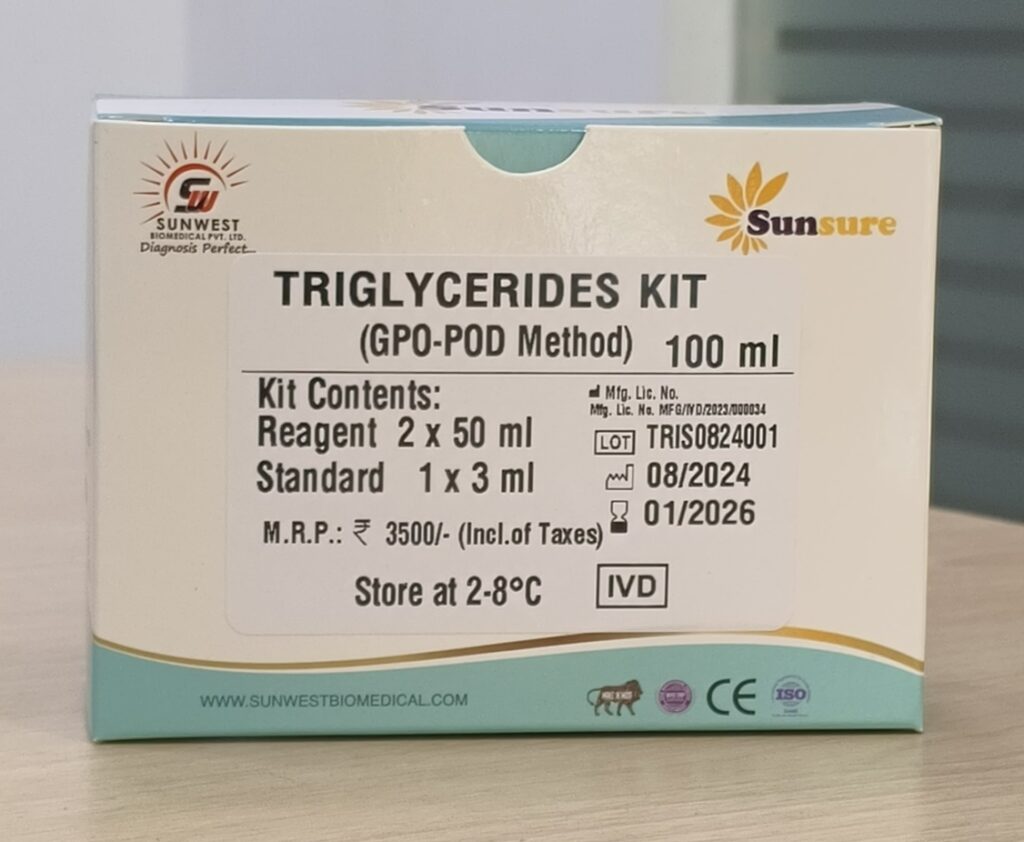 Sunsure
SW
SUNWEST
BIOMEDICAL PVT. LTD.
Diagnosis Perfect...
Sunsure
TRIGLYCERIDES KIT
(GPO-POD Method) 100 ml
Kit Contents:
Reagent 2 x 50 ml
Standard 1 x 3 ml
M.R.P.: ₹ 3500/- (Incl.of Taxes)
Mfg. Lic. No.
Mfg. Lic. No. MFG/IVD/2023/000034
LOT TRIS0824001
08/2024
01/2026
Store at 2-8°C IVD
WWW.SUNWESTBIOMEDICAL.COM
CE
ISO